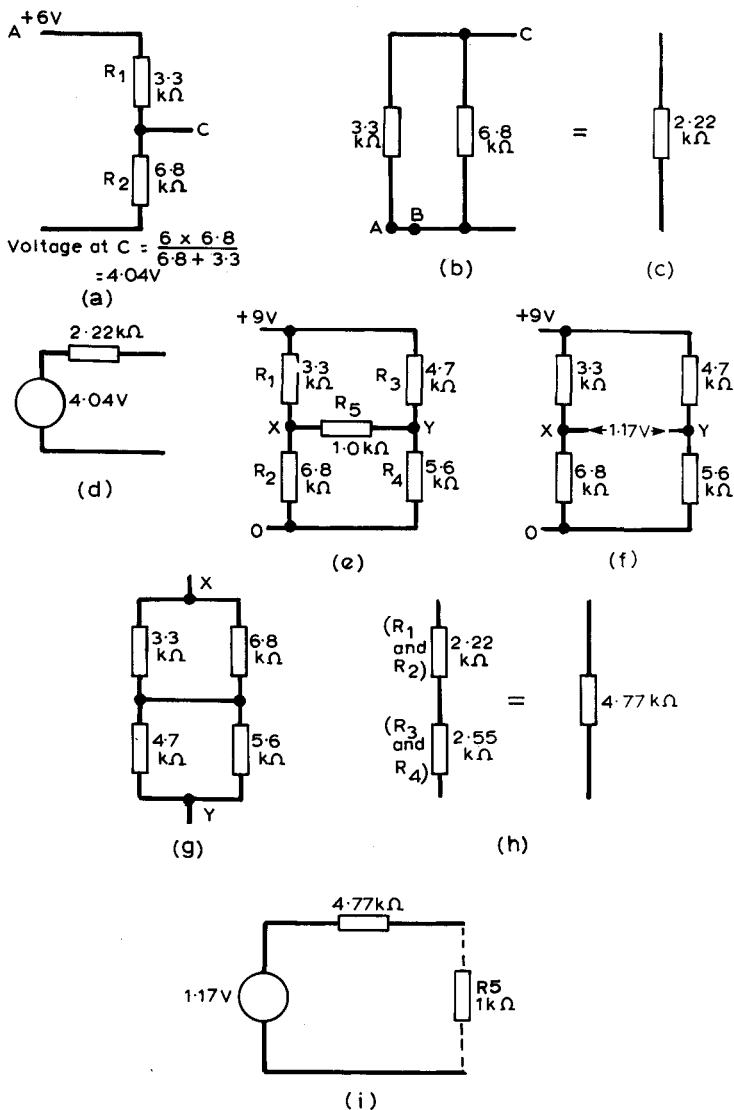 A +6V
R1
3·3
kΩ
C
R2
6·8
kΩ
Voltage at C = 6 x 6·8
6·8 + 3·3
=4·04V
(a)
C
3·3
kΩ
6·8
kΩ
A
B
(b)
=
2·22
kΩ
(c)
2·22kΩ
4·04V
(d)
+9V
R1
3·3
kΩ
R3
4·7
kΩ
R5
X
Y
1·0kΩ
R2
6·8
kΩ
R4
5·6
kΩ
0
(e)
+9V
3·3
kΩ
4·7
kΩ
X
1·17V
Y
6·8
kΩ
5·6
kΩ
0
(f)
X
3·3
kΩ
6·8
kΩ
4·7
kΩ
5·6
kΩ
Y
(g)
(R1
and
R2)
2·22
kΩ
(R3
and
R4)
2·55
kΩ
=
4·77kΩ
(h)
4·77kΩ
1·17V
R5
1kΩ
(i)